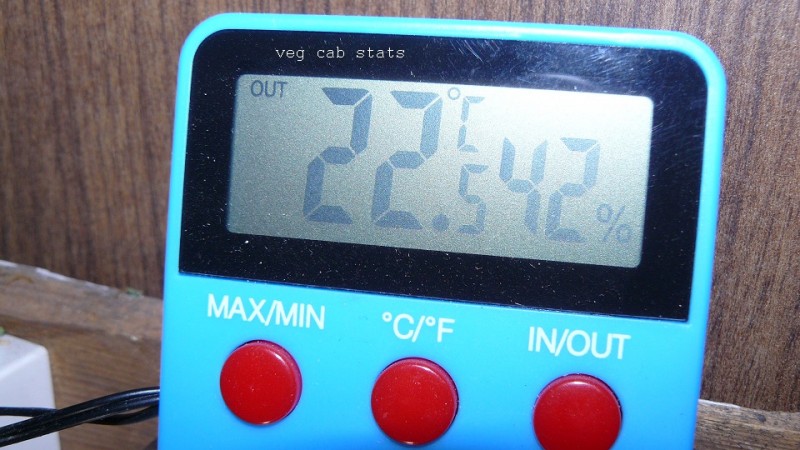 veg cab stats
OUT 22.5 °C 42 %
MAX/MIN °C/°F IN/OUT